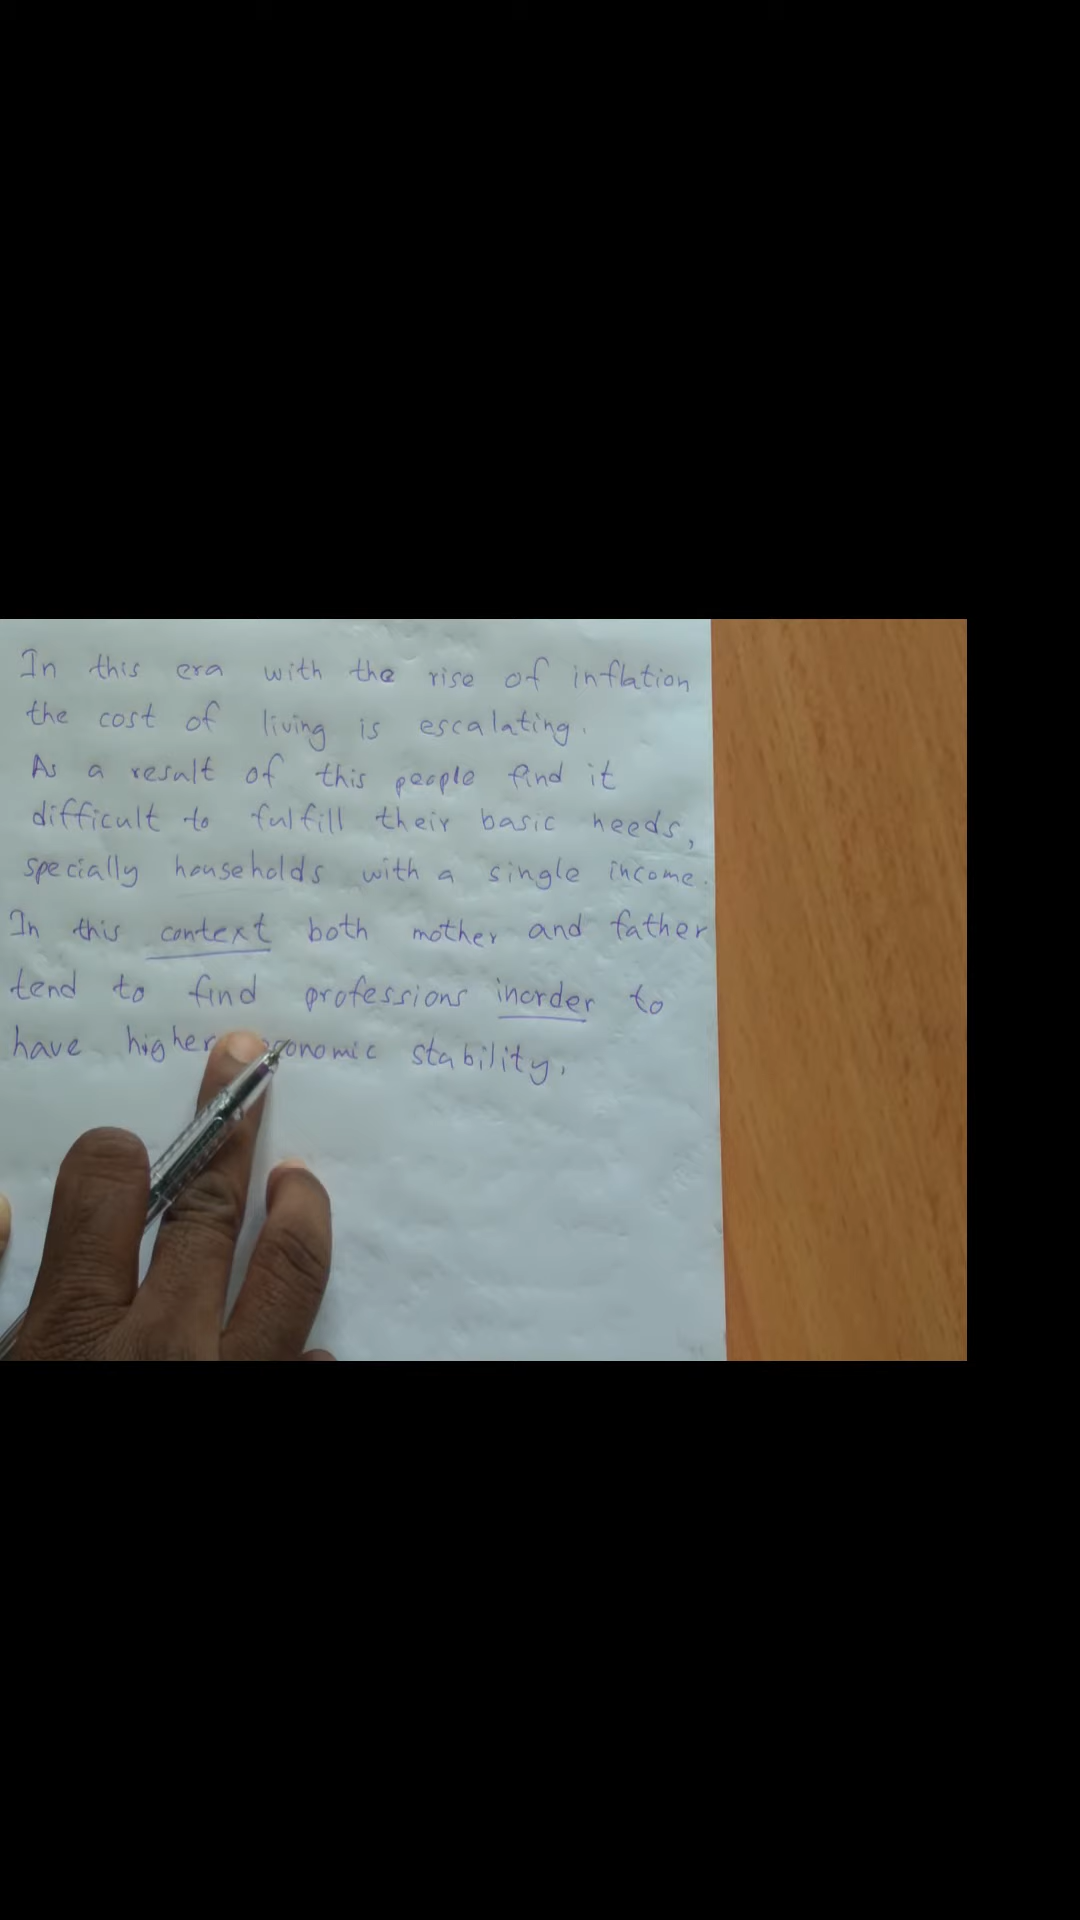 In this era with the rise of inflation
the cost of living is escalating.
As a result of this people find it
difficult to fulfill their basic needs,
specially households with a single income.
In this context both mother and father
tend to find professions inorder to
have higher economic stability.